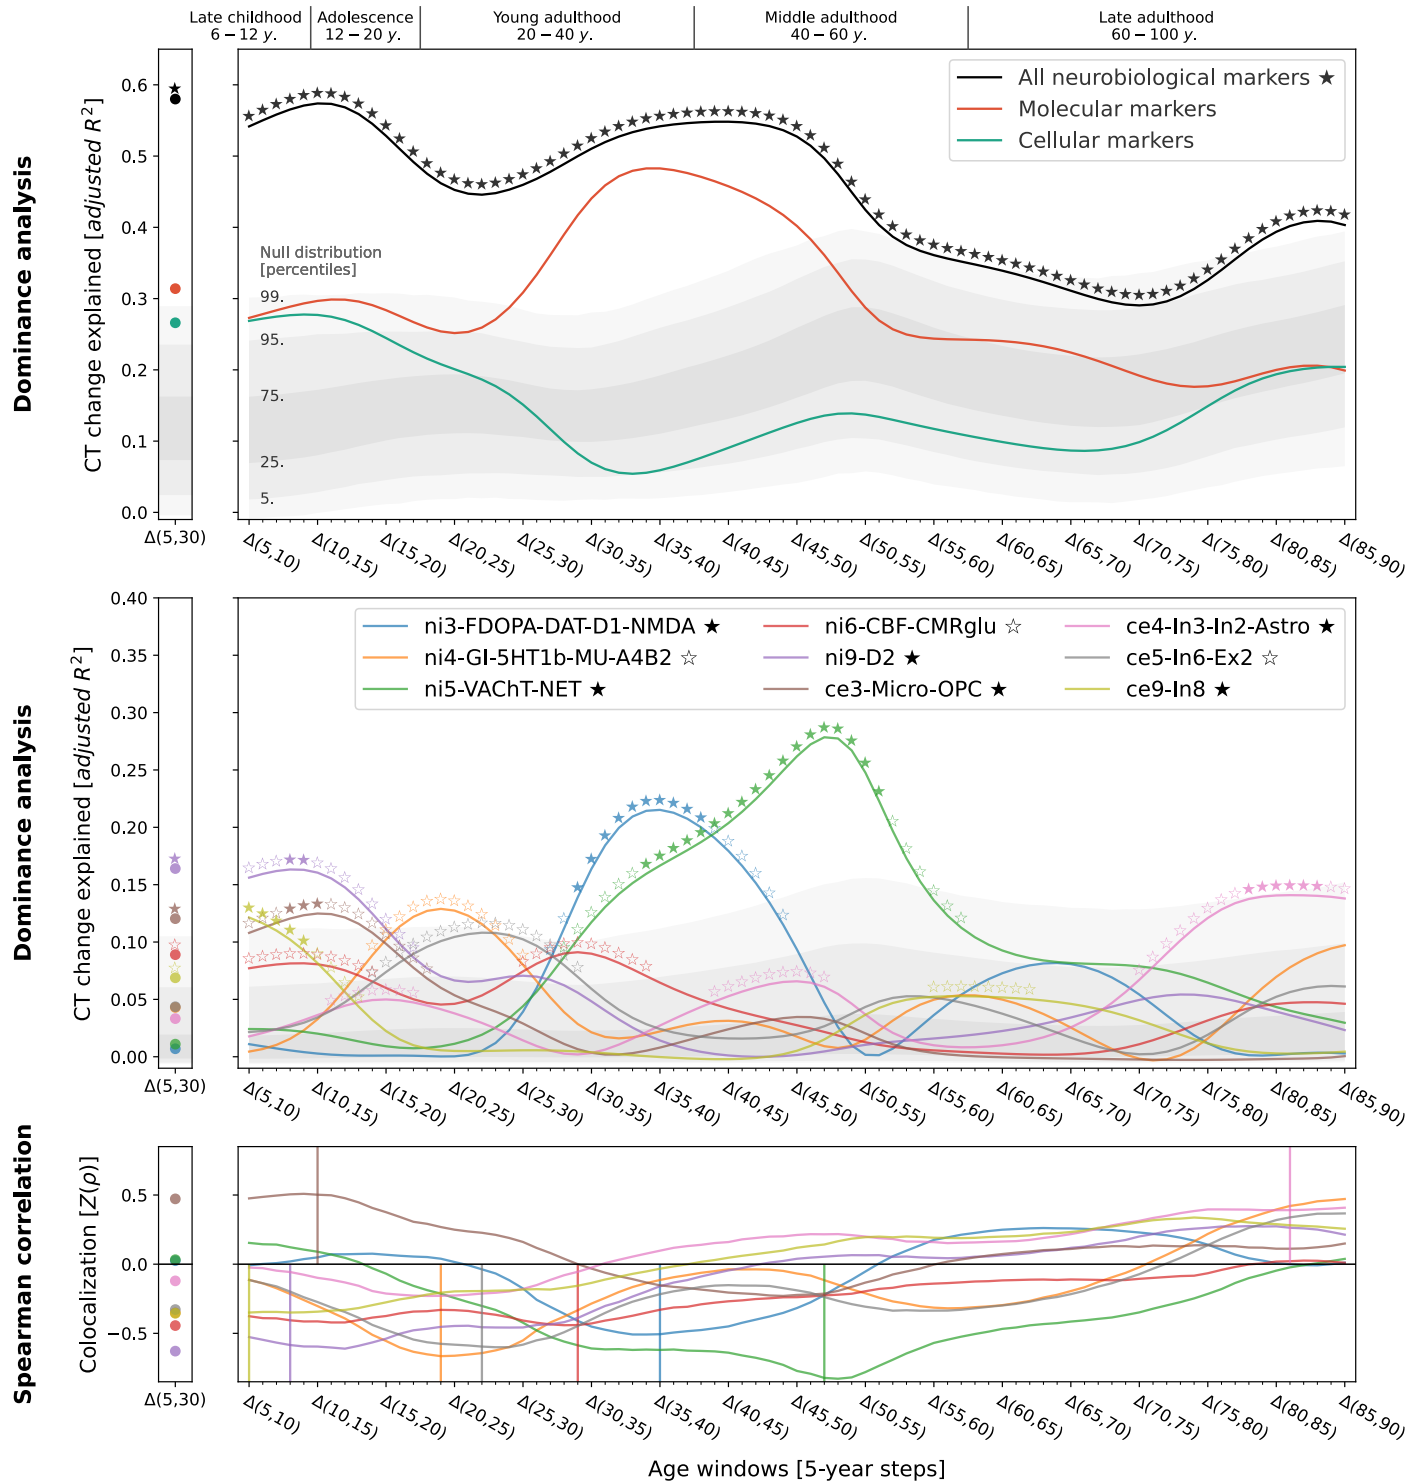 Late childhood
6 − 12 y.
Adolescence
12 − 20 y.
Young adulthood
20 − 40 y.
Middle adulthood
40 − 60 y.
Late adulthood
60 − 100 y.
Dominance analysis
CT change explained [adjusted R²]
0.6
0.5
0.4
0.3
0.2
0.1
0.0
All neurobiological markers ★
Molecular markers
Cellular markers
Null distribution
[percentiles]
99.
95.
75.
25.
5.
Δ(5,30)
Δ(5,10)
Δ(10,15)
Δ(15,20)
Δ(20,25)
Δ(25,30)
Δ(30,35)
Δ(35,40)
Δ(40,45)
Δ(45,50)
Δ(50,55)
Δ(55,60)
Δ(60,65)
Δ(65,70)
Δ(70,75)
Δ(75,80)
Δ(80,85)
Δ(85,90)
Dominance analysis
CT change explained [adjusted R²]
0.40
0.35
0.30
0.25
0.20
0.15
0.10
0.05
0.00
ni3-FDOPA-DAT-D1-NMDA ★
ni4-GI-5HT1b-MU-A4B2 ☆
ni5-VAChT-NET ★
ni6-CBF-CMRglu ☆
ni9-D2 ★
ce3-Micro-OPC ★
ce4-In3-In2-Astro ★
ce5-In6-Ex2 ☆
ce9-In8 ★
Δ(5,30)
Δ(5,10)
Δ(10,15)
Δ(15,20)
Δ(20,25)
Δ(25,30)
Δ(30,35)
Δ(35,40)
Δ(40,45)
Δ(45,50)
Δ(50,55)
Δ(55,60)
Δ(60,65)
Δ(65,70)
Δ(70,75)
Δ(75,80)
Δ(80,85)
Δ(85,90)
Spearman correlation
Colocalization [Z(ρ)]
0.5
0.0
−0.5
Δ(5,30)
Δ(5,10)
Δ(10,15)
Δ(15,20)
Δ(20,25)
Δ(25,30)
Δ(30,35)
Δ(35,40)
Δ(40,45)
Δ(45,50)
Δ(50,55)
Δ(55,60)
Δ(60,65)
Δ(65,70)
Δ(70,75)
Δ(75,80)
Δ(80,85)
Δ(85,90)
Age windows [5-year steps]